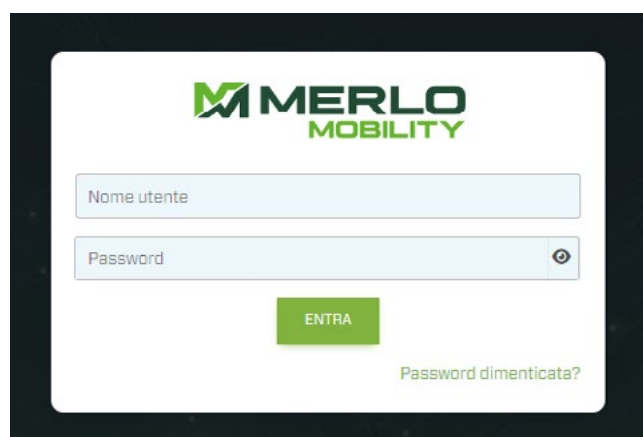 MERLO
MOBILITY
Nome utente
Password
ENTRA
Password dimenticata?